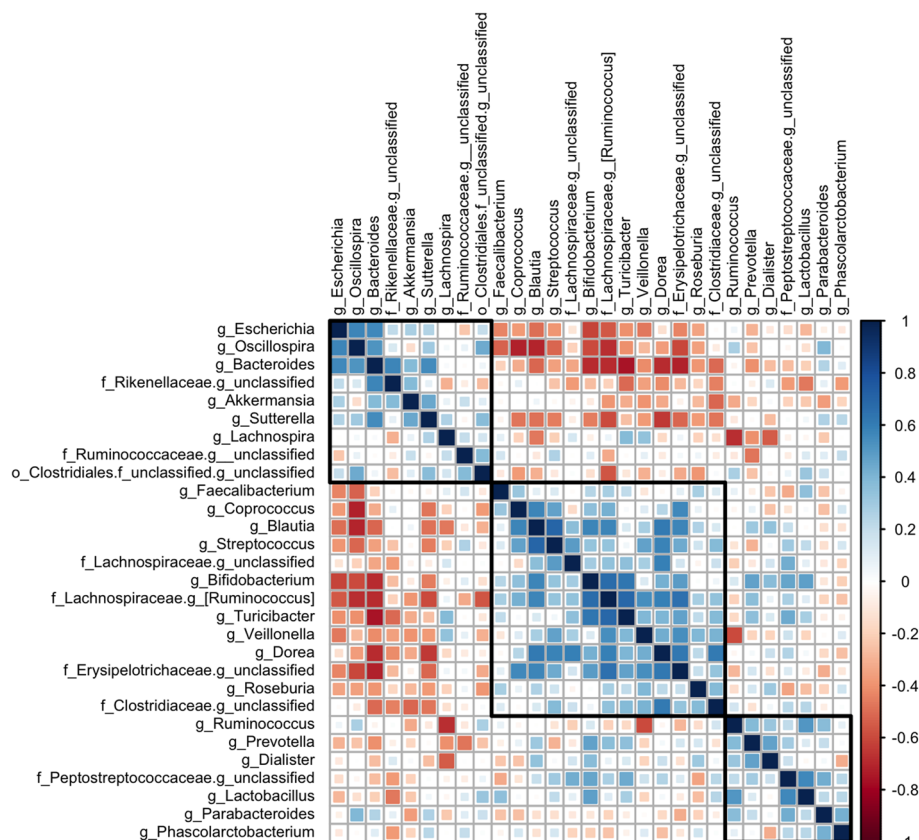 g_Escherichia
g_Oscillospira
g_Bacteroides
f_Rikenellaceae.g_unclassified
g_Akkermansia
g_Sutterella
g_Lachnospira
f_Ruminococcaceae.g__unclassified
o_Clostridiales.f_unclassified.g_unclassified
g_Faecalibacterium
g_Coprococcus
g_Blautia
g_Streptococcus
f_Lachnospiraceae.g_unclassified
g_Bifidobacterium
f_Lachnospiraceae.g_[Ruminococcus]
g_Turicibacter
g_Veillonella
g_Dorea
f_Erysipelotrichaceae.g_unclassified
g_Roseburia
f_Clostridiaceae.g_unclassified
g_Ruminococcus
g_Prevotella
g_Dialister
f_Peptostreptococcaceae.g_unclassified
g_Lactobacillus
g_Parabacteroides
g_Phascolarctobacterium
g_Escherichia
g_Oscillospira
g_Bacteroides
f_Rikenellaceae.g_unclassified
g_Akkermansia
g_Sutterella
g_Lachnospira
f_Ruminococcaceae.g__unclassified
o_Clostridiales.f_unclassified.g_unclassified
g_Faecalibacterium
g_Coprococcus
g_Blautia
g_Streptococcus
f_Lachnospiraceae.g_unclassified
g_Bifidobacterium
f_Lachnospiraceae.g_[Ruminococcus]
g_Turicibacter
g_Veillonella
g_Dorea
f_Erysipelotrichaceae.g_unclassified
g_Roseburia
f_Clostridiaceae.g_unclassified
g_Ruminococcus
g_Prevotella
g_Dialister
f_Peptostreptococcaceae.g_unclassified
g_Lactobacillus
g_Parabacteroides
g_Phascolarctobacterium
1
0.8
0.6
0.4
0.2
0
-0.2
-0.4
-0.6
-0.8